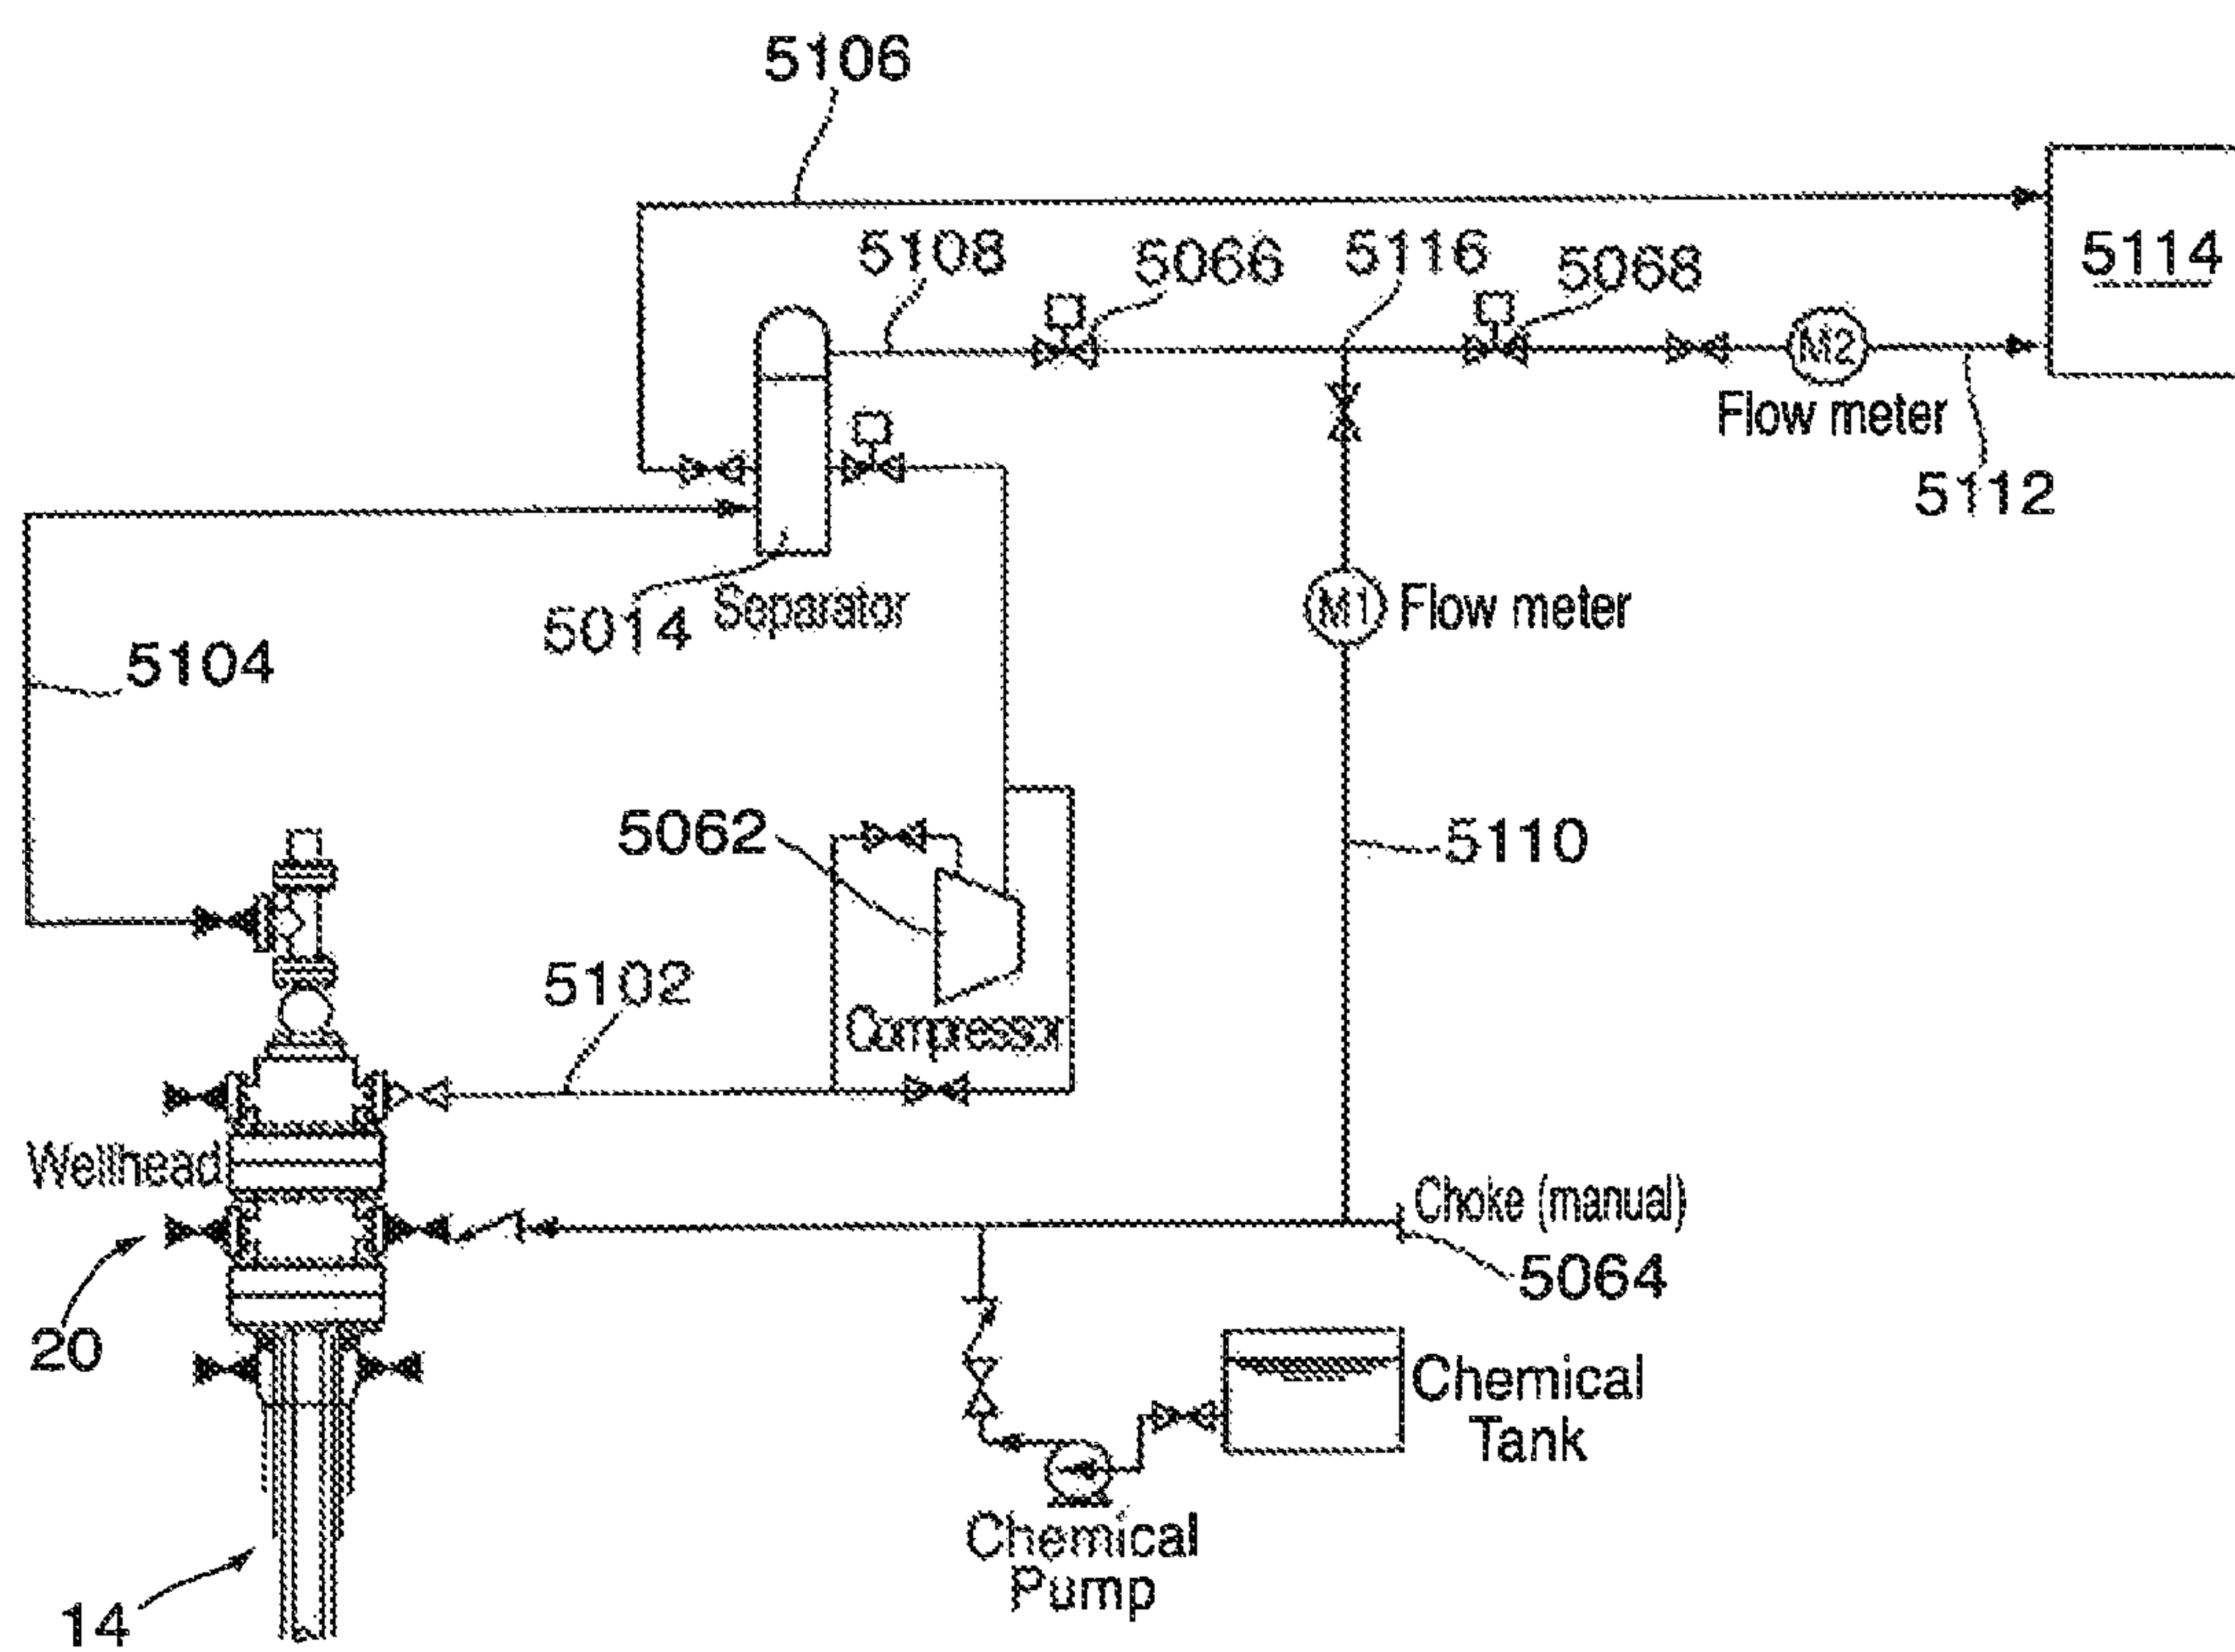 5106
5108
5066
5116
5068
5114
M2
Flow meter
5112
5014
Separator
M1
Flow meter
5104
5062
5110
Compressor
5102
Wellhead
Choke (manual)
5064
20
Chemical
Tank
Chemical
Pump
14